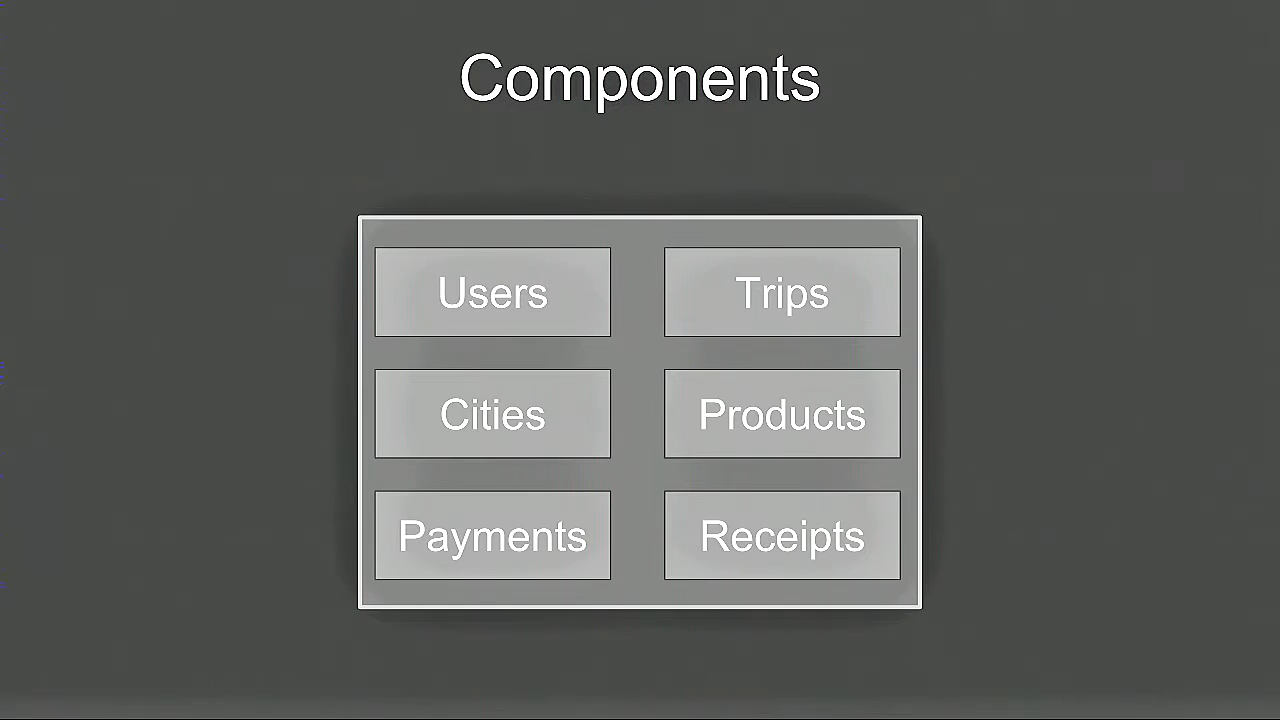 Components
Users
Trips
Cities
Products
Payments
Receipts